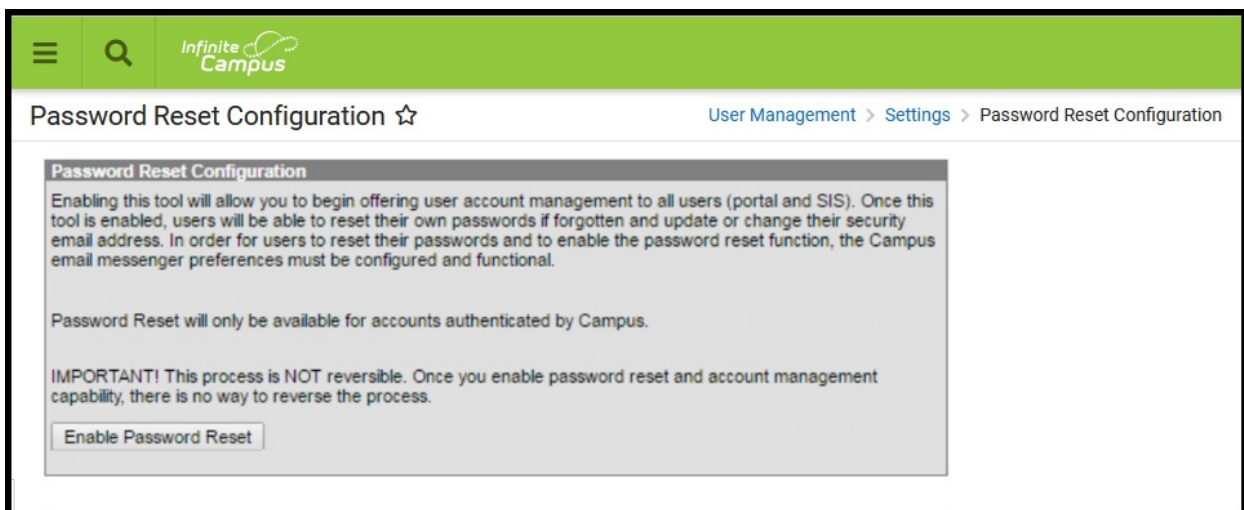 Infinite
Campus
Password Reset Configuration
User Management > Settings > Password Reset Configuration
Password Reset Configuration
Enabling this tool will allow you to begin offering user account management to all users (portal and SIS). Once this
tool is enabled, users will be able to reset their own passwords if forgotten and update or change their security
email address. In order for users to reset their passwords and to enable the password reset function, the Campus
email messenger preferences must be configured and functional.
Password Reset will only be available for accounts authenticated by Campus.
IMPORTANT! This process is NOT reversible. Once you enable password reset and account management
capability, there is no way to reverse the process.
Enable Password Reset